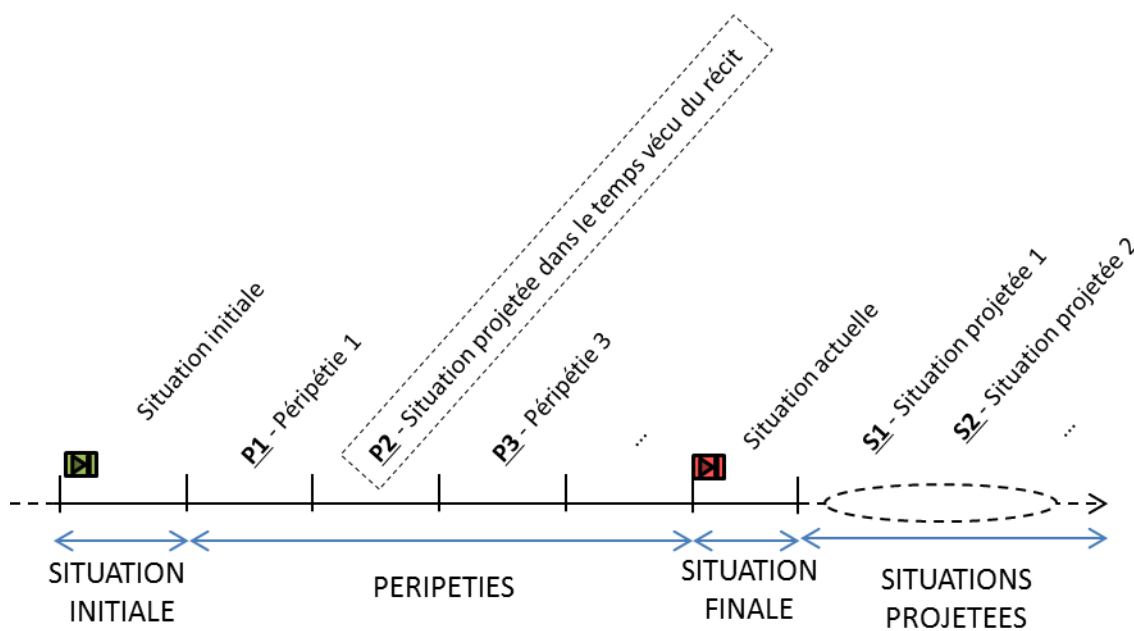 Situation initiale
P1 - Péripétie 1
P2 - Situation projetée dans le temps vécu du récit
P3 - Péripétie 3
...
Situation actuelle
S1 - Situation projetée 1
S2 - Situation projetée 2
...
SITUATION
INITIALE
PERIPETIES
SITUATION
FINALE
SITUATIONS
PROJETEES